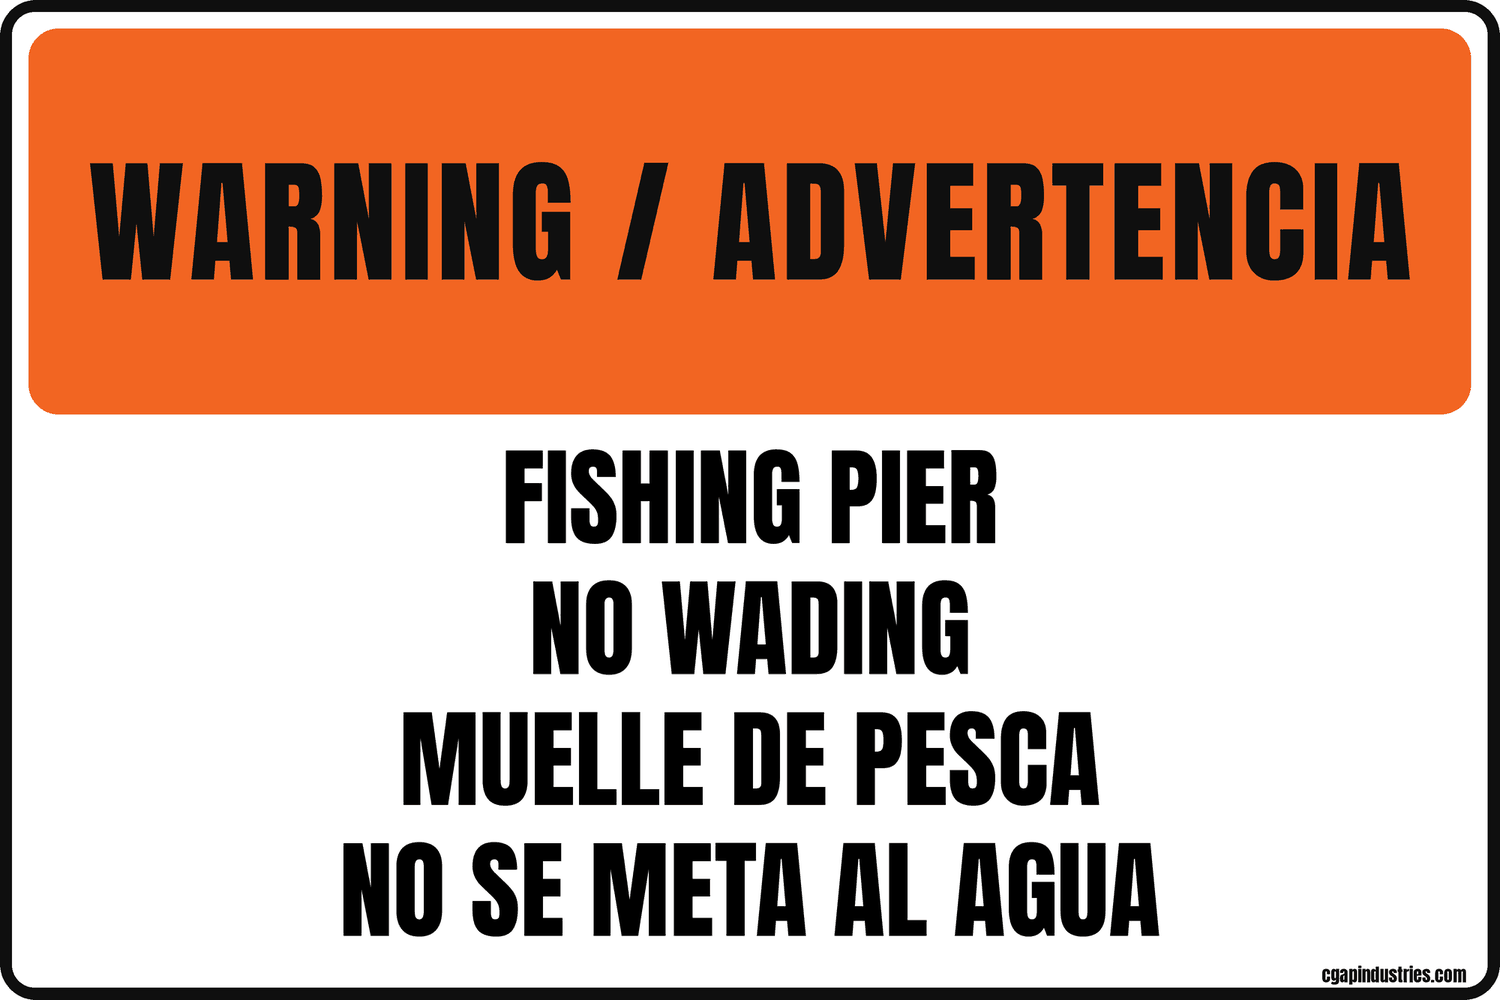 WARNING / ADVERTENCIA
FISHING PIER
NO WADING
MUELLE DE PESCA
NO SE META AL AGUA
cgapindustries.com